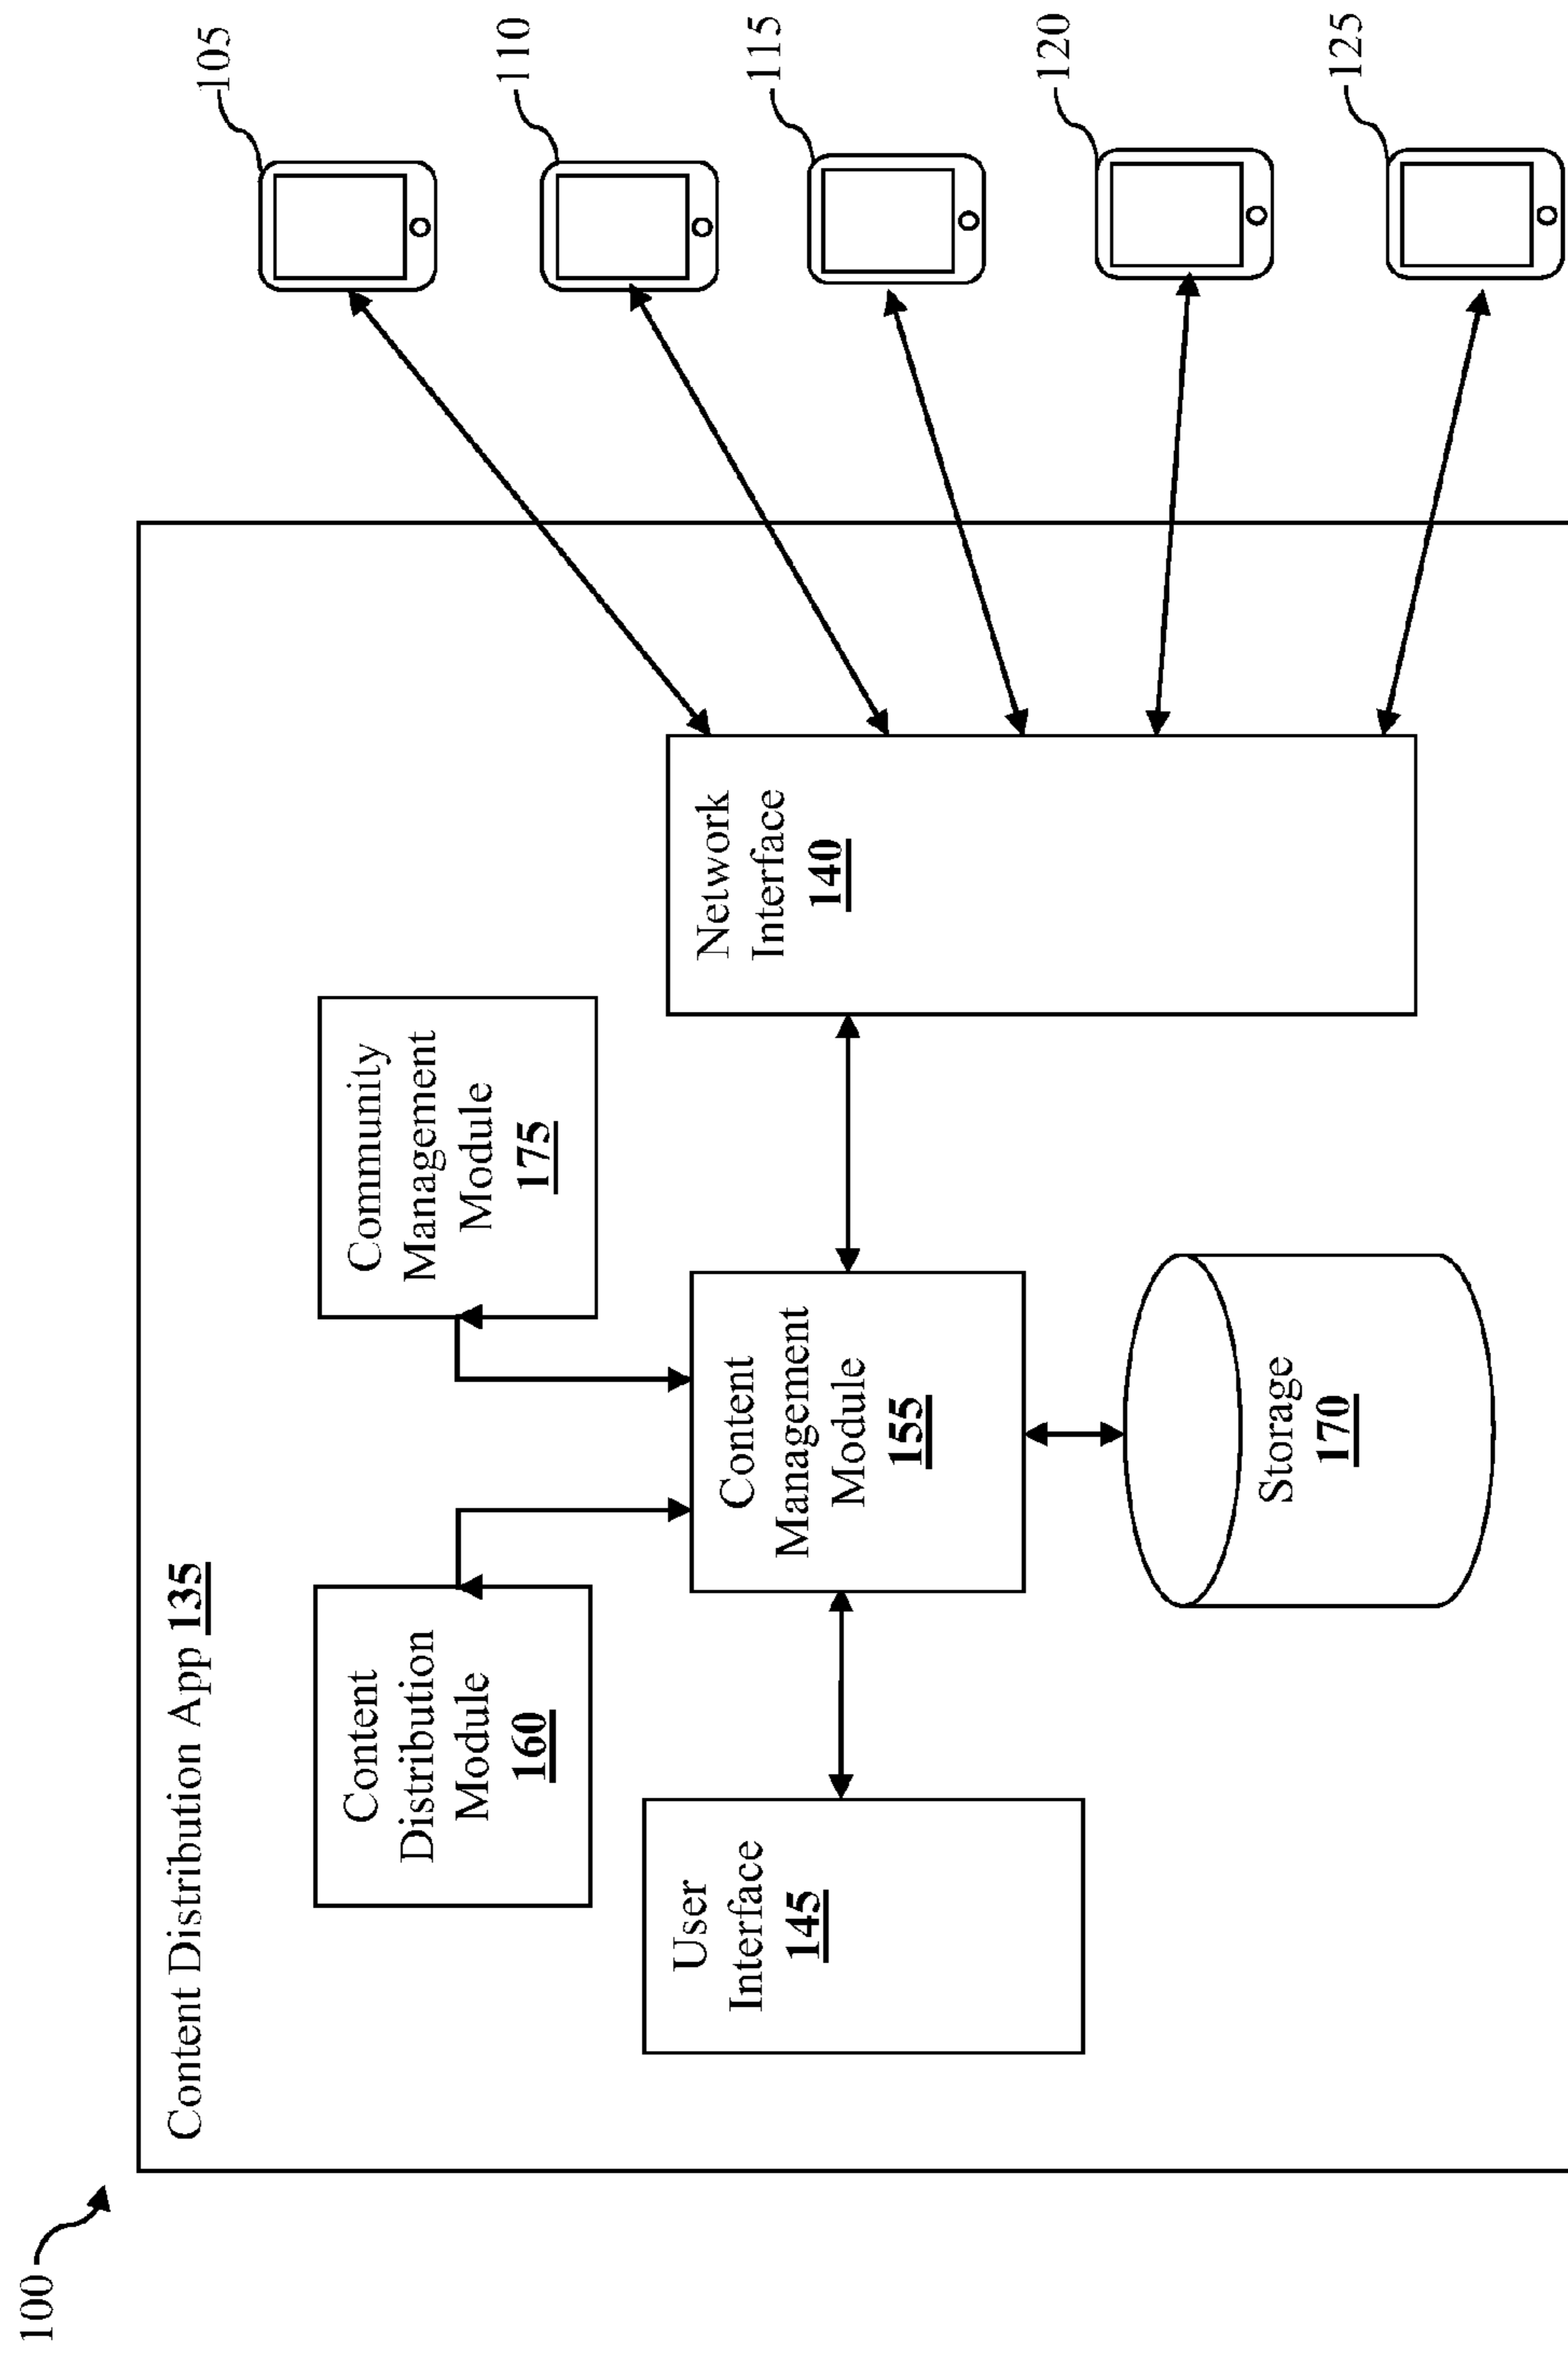 100
Content Distribution App 135
Content
Distribution
Module
160
Community
Management
Module
175
User
Interface
145
Content
Management
Module
155
Network
Interface
140
Storage
170
105
110
115
120
125